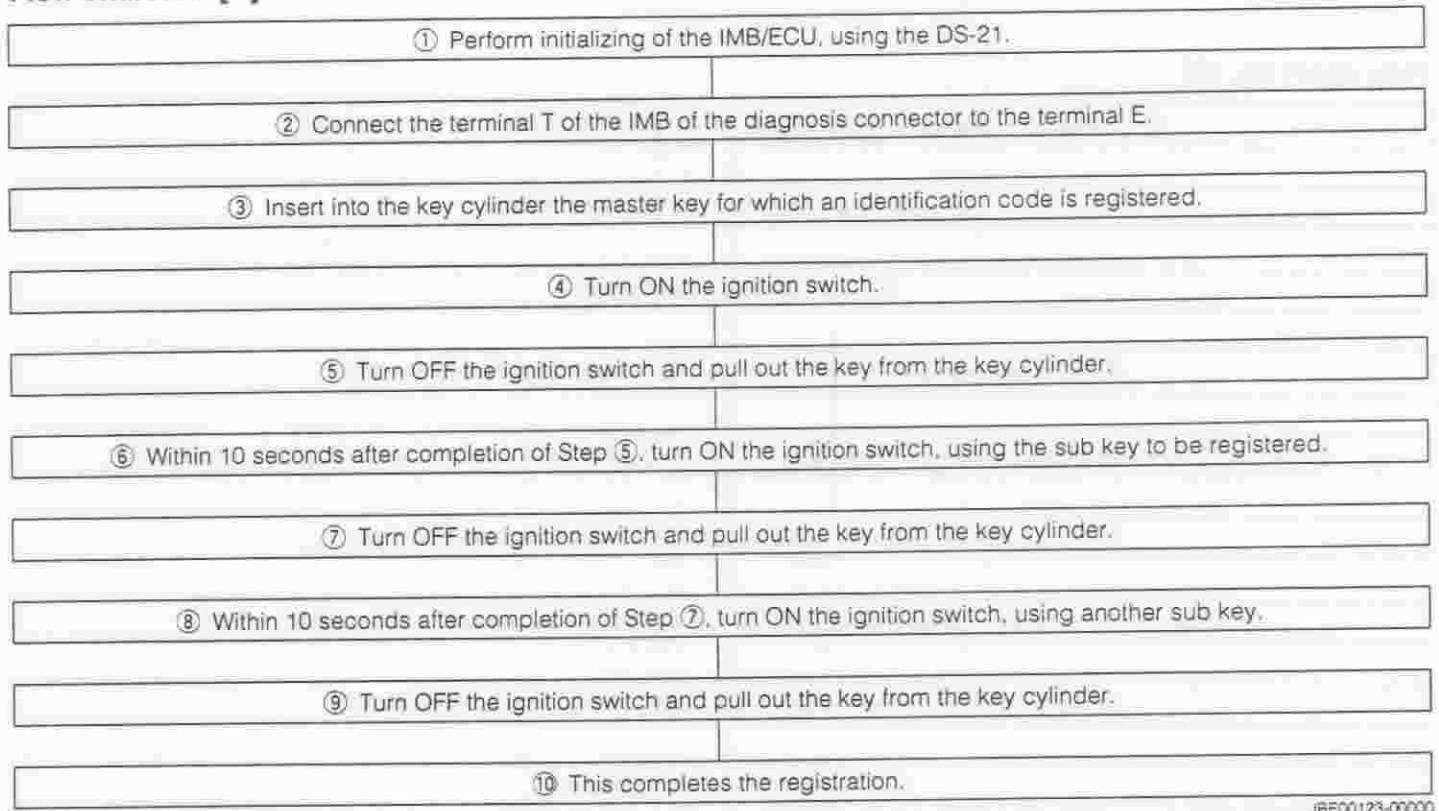 ① Perform initializing of the IMB/ECU, using the DS-21.
② Connect the terminal T of the IMB of the diagnosis connector to the terminal E.
③ Insert into the key cylinder the master key for which an identification code is registered.
④ Turn ON the ignition switch.
⑤ Turn OFF the ignition switch and pull out the key from the key cylinder.
⑥ Within 10 seconds after completion of Step ⑤, turn ON the ignition switch, using the sub key to be registered.
⑦ Turn OFF the ignition switch and pull out the key from the key cylinder.
⑧ Within 10 seconds after completion of Step ⑦, turn ON the ignition switch, using another sub key.
⑨ Turn OFF the ignition switch and pull out the key from the key cylinder.
⑩ This completes the registration.
JBE00123-00000